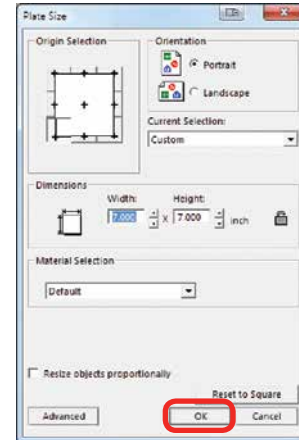 Plate Size
Origin Selection
Orientation
Portrait
Landscape
Current Selection:
Custom
Dimensions
Width: Height:
7.000 x 7.000 inch
Material Selection
Default
Resize objects proportionally
Reset to Square
Advanced OK Cancel